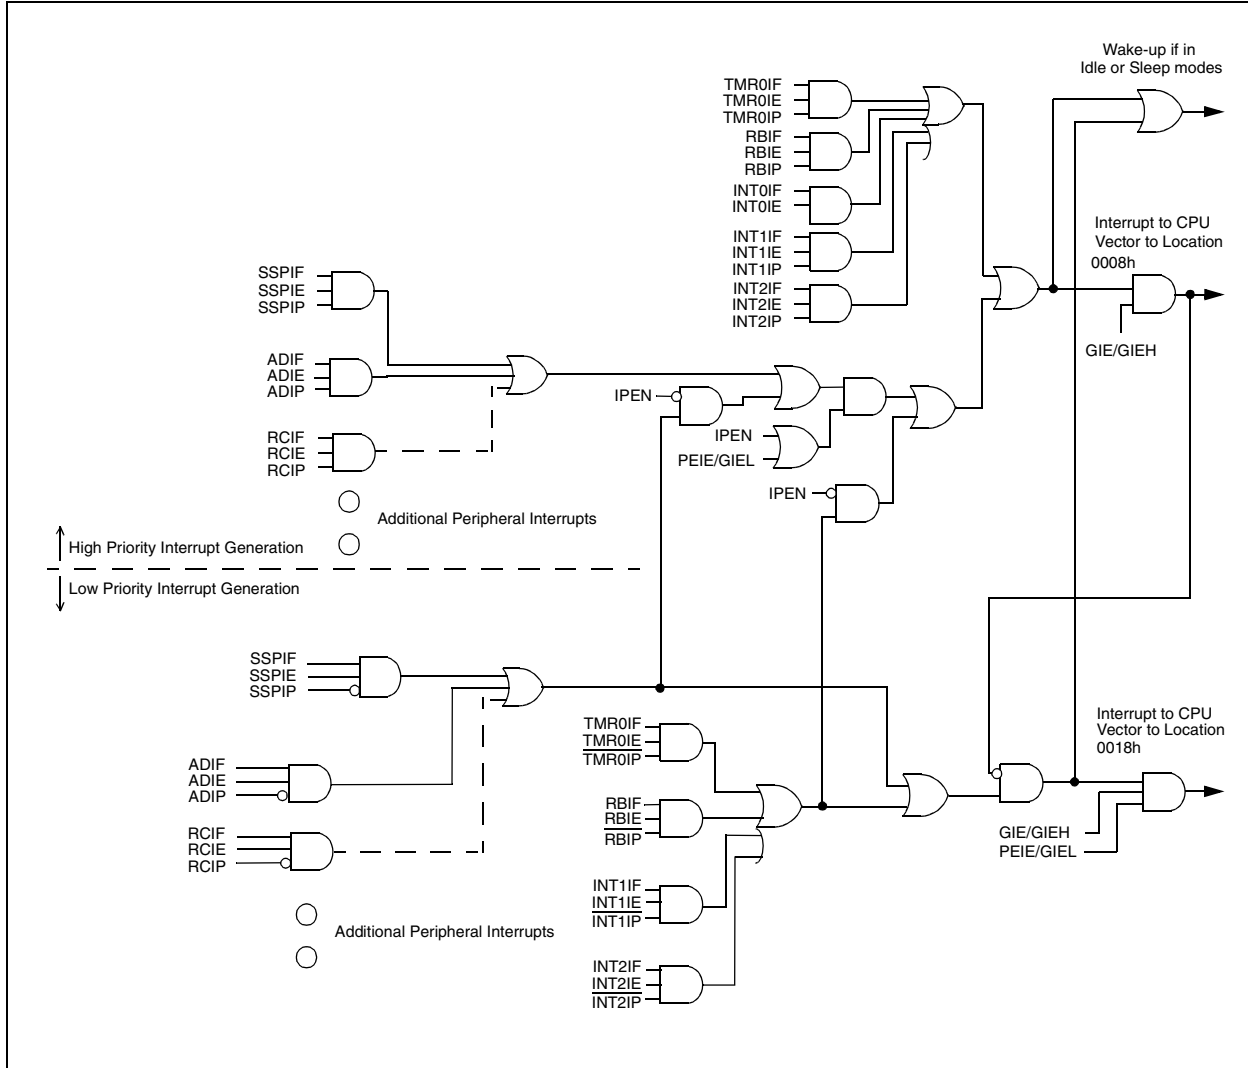 Wake-up if in
Idle or Sleep modes
TMR0IF
TMR0IE
TMR0IP
RBIF
RBIE
RBIP
INT0IF
INT0IE
INT1IF
INT1IE
INT1IP
INT2IF
INT2IE
INT2IP
Interrupt to CPU
Vector to Location
0008h
GIE/GIEH
SSPIF
SSPIE
SSPIP
ADIF
ADIE
ADIP
RCIF
RCIE
RCIP
IPEN
IPEN
PEIE/GIEL
IPEN
Additional Peripheral Interrupts
High Priority Interrupt Generation
Low Priority Interrupt Generation
SSPIF
SSPIE
SSPIP
ADIF
ADIE
ADIP
RCIF
RCIE
RCIP
Additional Peripheral Interrupts
TMR0IF
TMR0IE
TMR0IP
RBIF
RBIE
RBIP
INT1IF
INT1IE
INT1IP
INT2IF
INT2IE
INT2IP
Interrupt to CPU
Vector to Location
0018h
GIE/GIEH
PEIE/GIEL